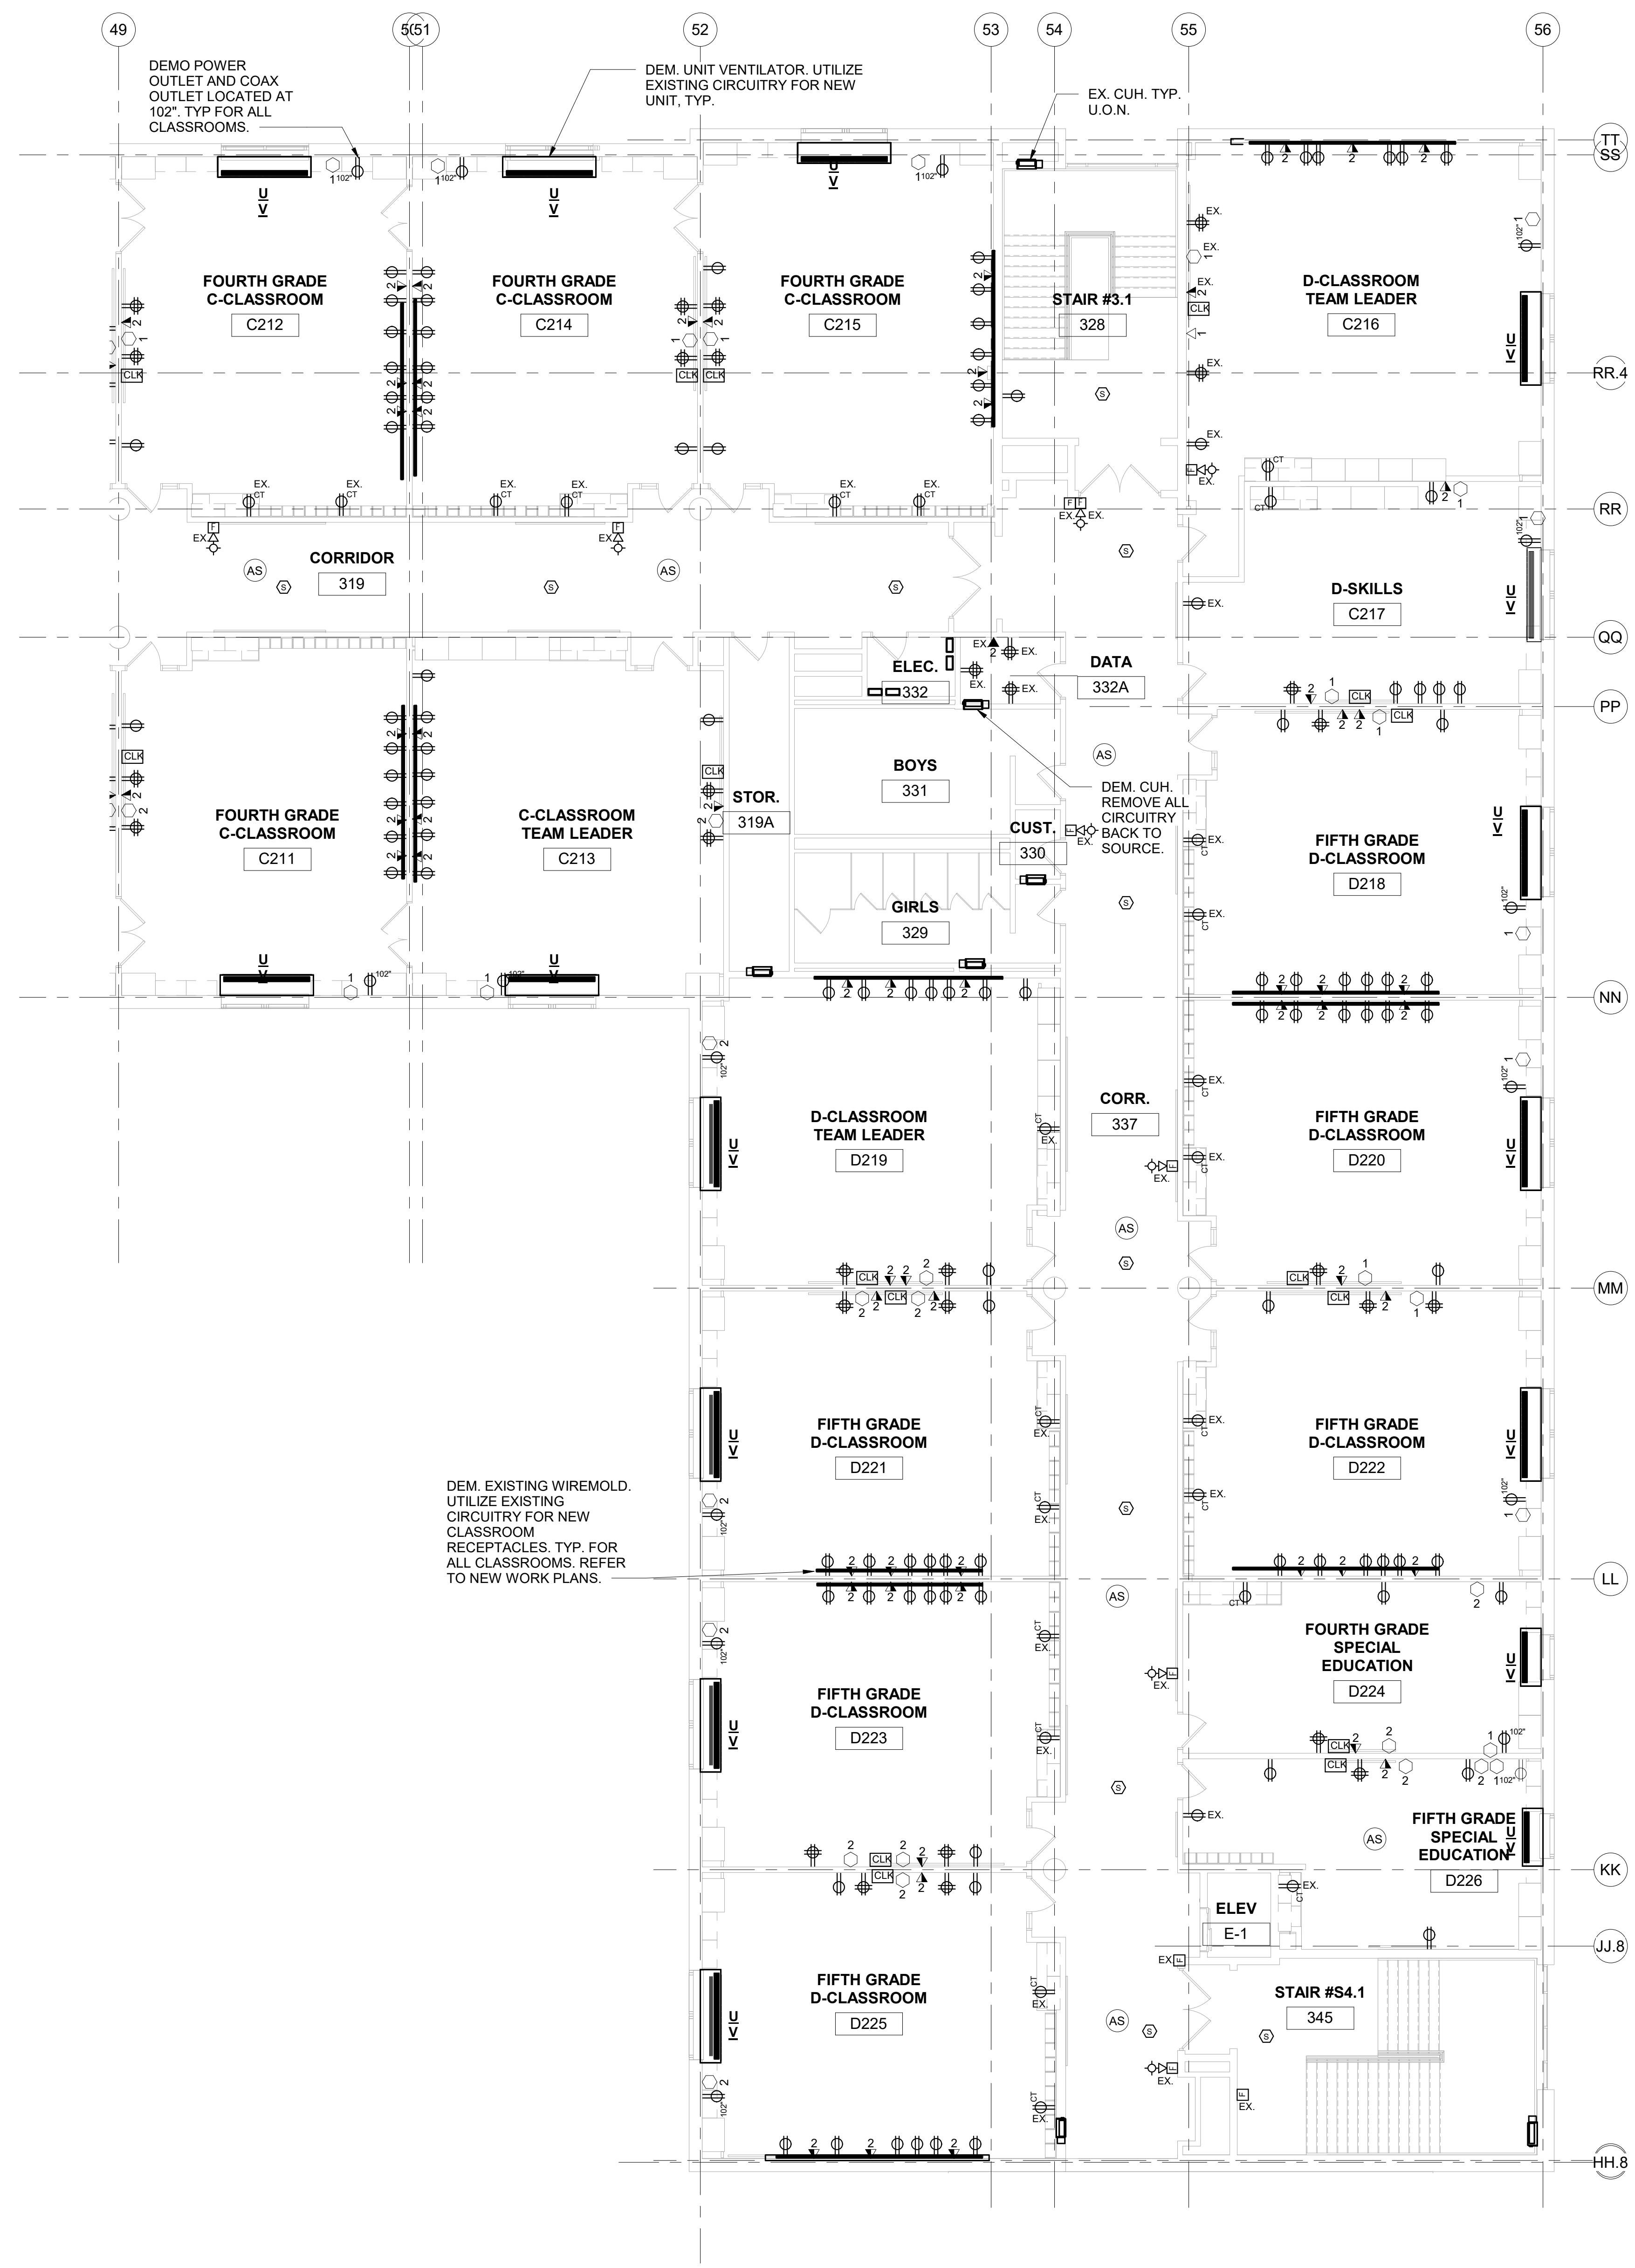 49
50
51
52
53
54
55
56
DEMO POWER
OUTLET AND COAX
OUTLET LOCATED AT
102". TYP FOR ALL
CLASSROOMS.
DEM. UNIT VENTILATOR. UTILIZE
EXISTING CIRCUITRY FOR NEW
UNIT, TYP.
EX. CUH. TYP.
U.O.N.
TT
SS
RR.4
RR
QQ
PP
NN
MM
LL
KK
JJ.8
HH.8
FOURTH GRADE
C-CLASSROOM
C212
FOURTH GRADE
C-CLASSROOM
C214
FOURTH GRADE
C-CLASSROOM
C215
STAIR #3.1
328
D-CLASSROOM
TEAM LEADER
C216
CORRIDOR
319
D-SKILLS
C217
ELEC.
332
DATA
332A
BOYS
331
STOR.
319A
CUST.
330
GIRLS
329
DEM. CUH.
REMOVE ALL
CIRCUITRY
BACK TO
SOURCE.
FOURTH GRADE
C-CLASSROOM
C211
C-CLASSROOM
TEAM LEADER
C213
FIFTH GRADE
D-CLASSROOM
D218
D-CLASSROOM
TEAM LEADER
D219
CORR.
337
FIFTH GRADE
D-CLASSROOM
D220
FIFTH GRADE
D-CLASSROOM
D221
FIFTH GRADE
D-CLASSROOM
D222
DEM. EXISTING WIREMOLD.
UTILIZE EXISTING
CIRCUITRY FOR NEW
CLASSROOM
RECEPTACLES. TYP. FOR
ALL CLASSROOMS. REFER
TO NEW WORK PLANS.
FIFTH GRADE
D-CLASSROOM
D223
FOURTH GRADE
SPECIAL
EDUCATION
D224
FIFTH GRADE
SPECIAL
EDUCATION
D226
ELEV
E-1
FIFTH GRADE
D-CLASSROOM
D225
STAIR #S4.1
345